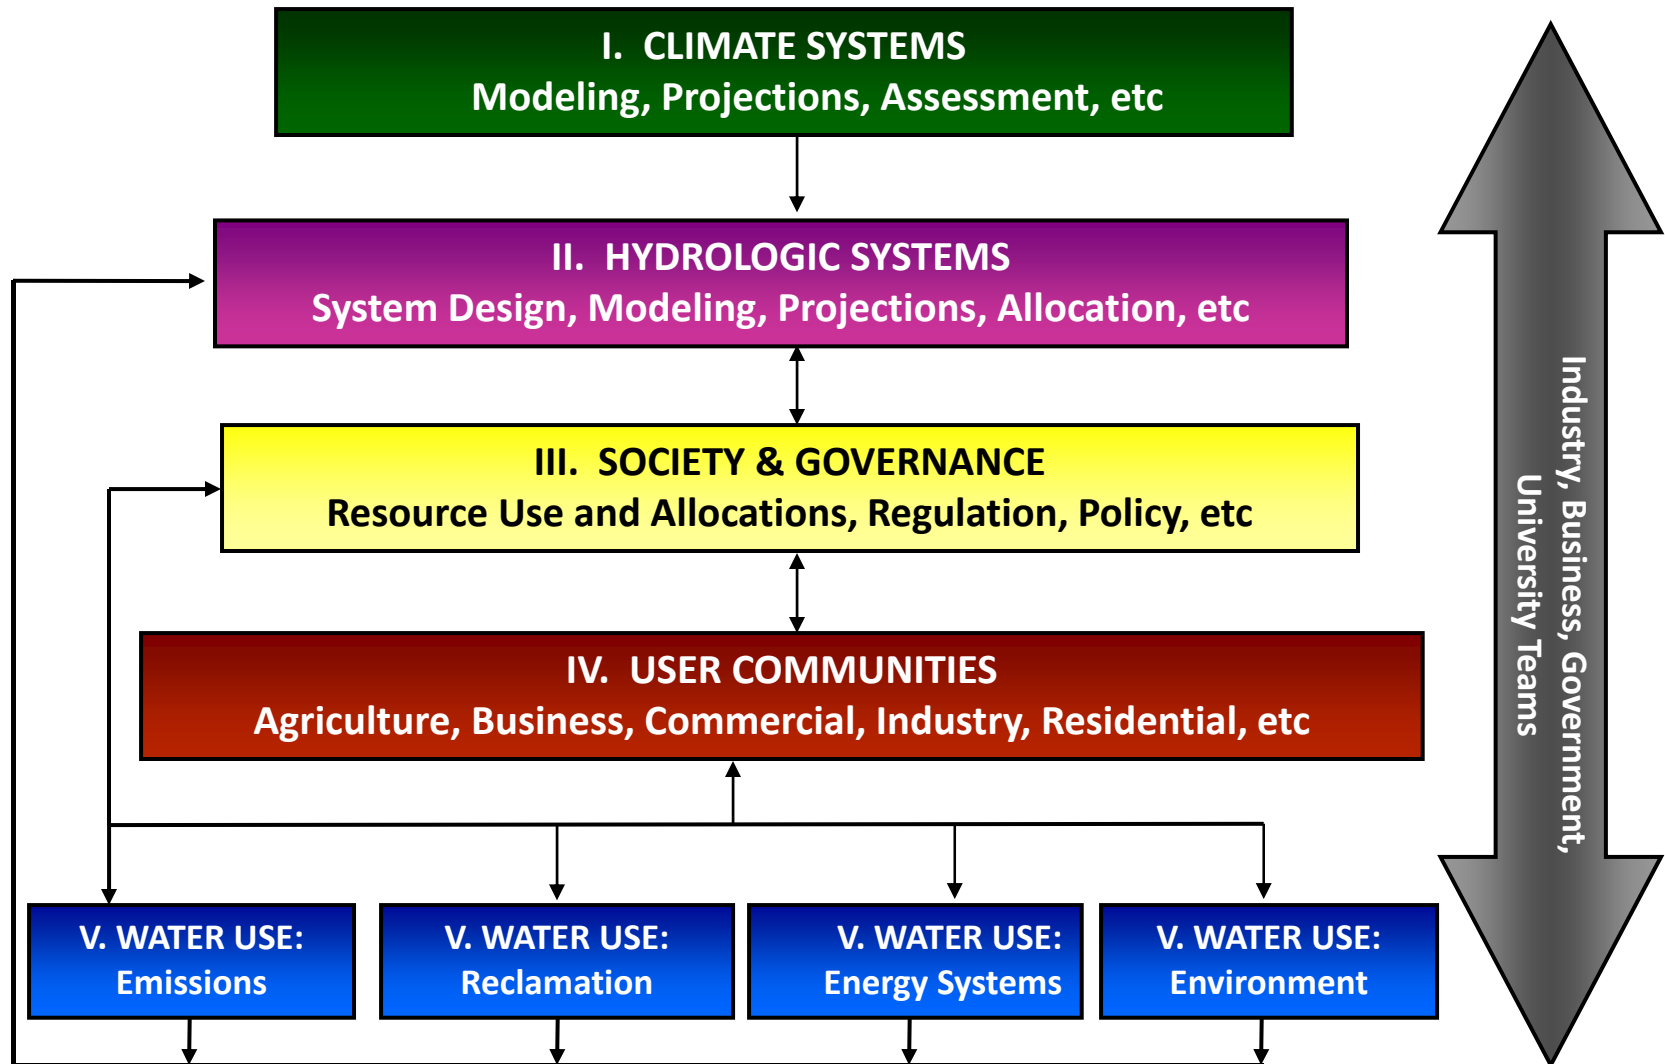 I. CLIMATE SYSTEMS
Modeling, Projections, Assessment, etc
II. HYDROLOGIC SYSTEMS
System Design, Modeling, Projections, Allocation, etc
III. SOCIETY & GOVERNANCE
Resource Use and Allocations, Regulation, Policy, etc
IV. USER COMMUNITIES
Agriculture, Business, Commercial, Industry, Residential, etc
V. WATER USE:
Emissions
V. WATER USE:
Reclamation
V. WATER USE:
Energy Systems
V. WATER USE:
Environment
Industry, Business, Government,
University Teams